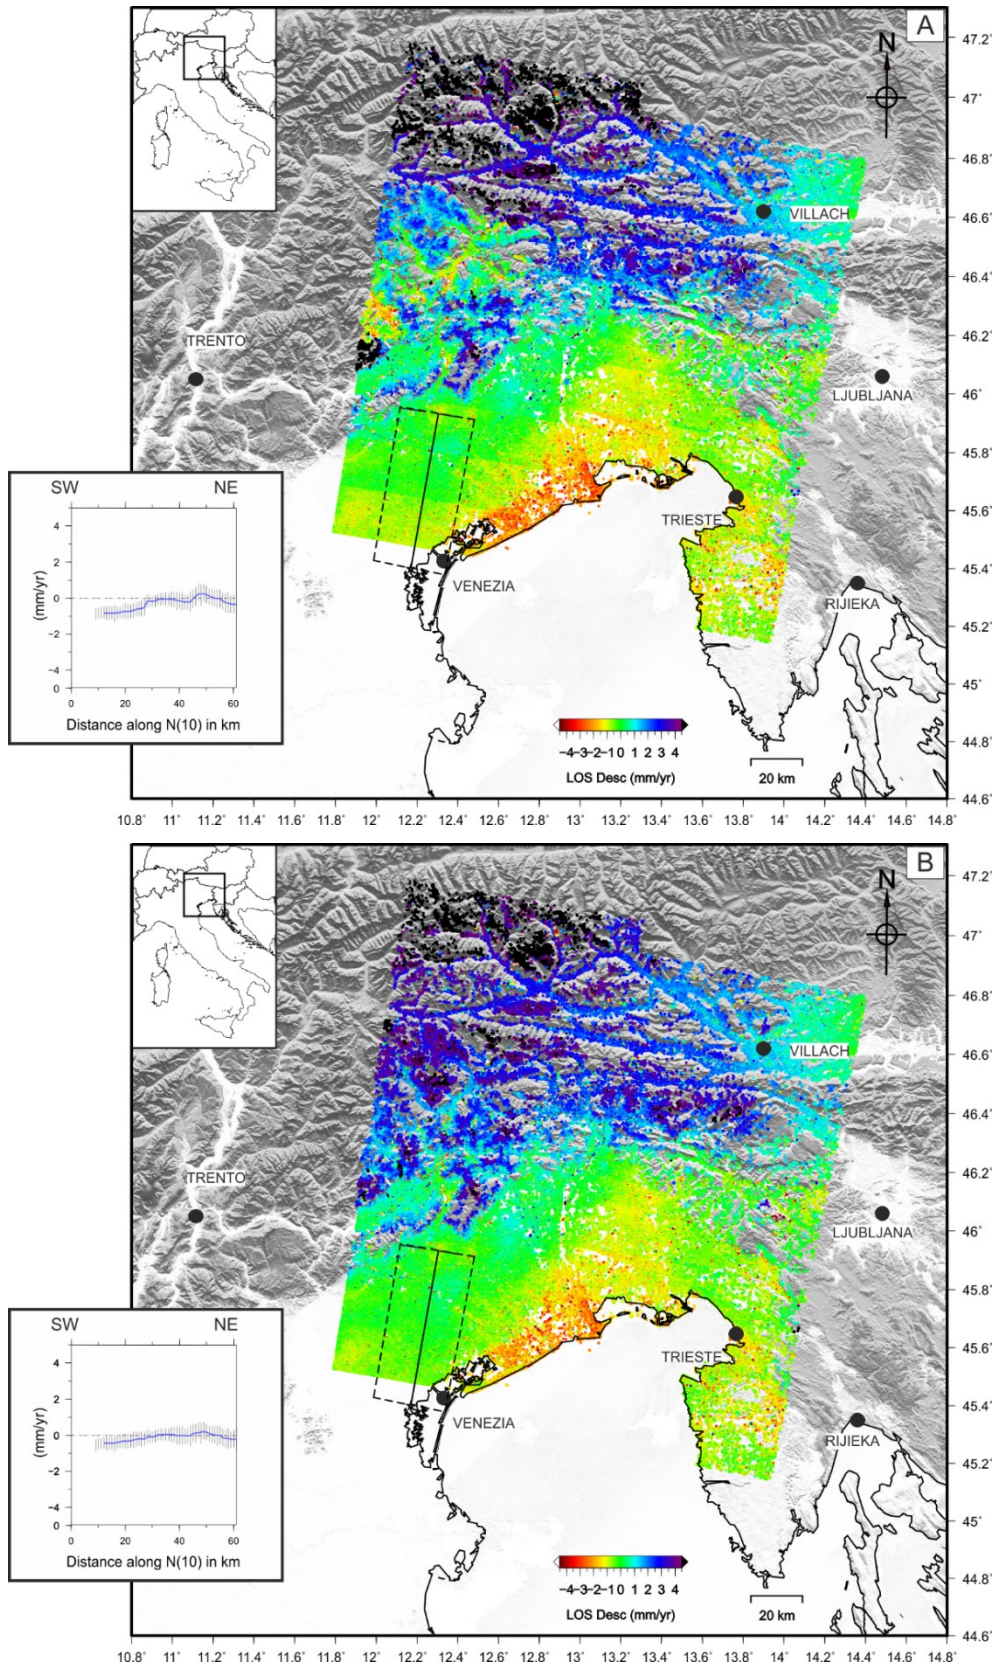 A
N
47.2°
47°
46.8°
46.6°
46.4°
46.2°
46°
45.8°
45.6°
45.4°
45.2°
45°
44.8°
44.6°
VILLACH
TRENTO
LJUBLJANA
TRIESTE
VENEZIA
RIJIEKA
SW NE
(mm/yr)
4
2
0
−2
−4
0
0 20 40 60
Distance along N(10) in km
−4−3−2−10 1 2 3 4
LOS Desc (mm/yr)
20 km
10.8° 11° 11.2° 11.4° 11.6° 11.8° 12° 12.2° 12.4° 12.6° 12.8° 13° 13.2° 13.4° 13.6° 13.8° 14° 14.2° 14.4° 14.6° 14.8°
B
N
47.2°
47°
46.8°
46.6°
46.4°
46.2°
46°
45.8°
45.6°
45.4°
45.2°
45°
44.8°
44.6°
VILLACH
TRENTO
LJUBLJANA
TRIESTE
VENEZIA
RIJIEKA
SW NE
(mm/yr)
4
2
0
−2
−4
0
0 20 40 60
Distance along N(10) in km
−4−3−2−10 1 2 3 4
LOS Desc (mm/yr)
20 km
10.8° 11° 11.2° 11.4° 11.6° 11.8° 12° 12.2° 12.4° 12.6° 12.8° 13° 13.2° 13.4° 13.6° 13.8° 14° 14.2° 14.4° 14.6° 14.8°